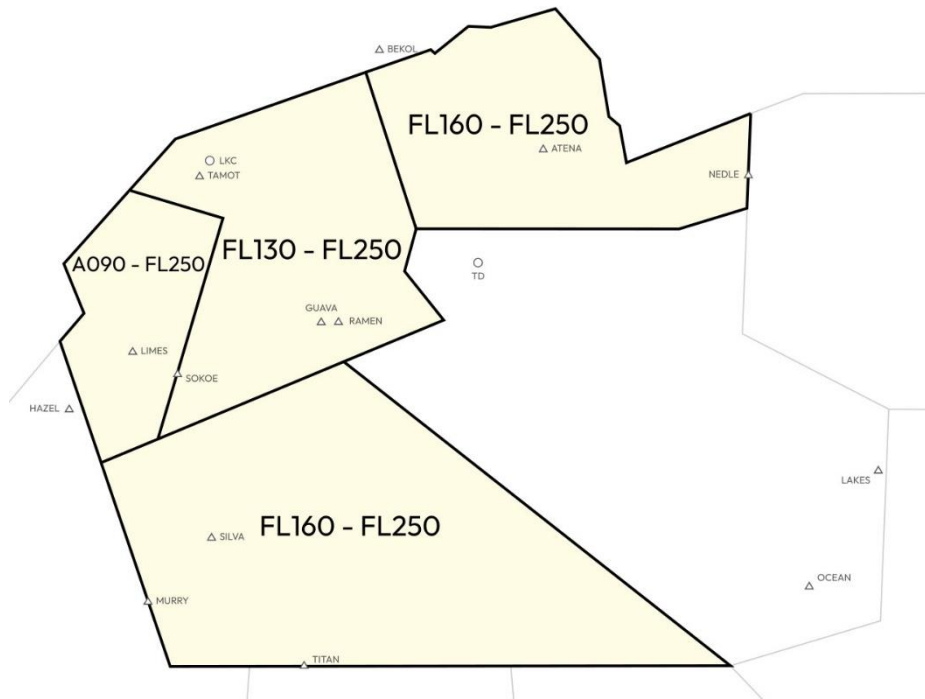 BEKOL
FL160 - FL250
ATENA
LKC
TAMOT
NEDLE
FL130 - FL250
A090 - FL250
TD
GUAVA
RAMEN
LIMES
SOKOE
HAZEL
LAKES
FL160 - FL250
SILVA
OCEAN
MURRY
TITAN